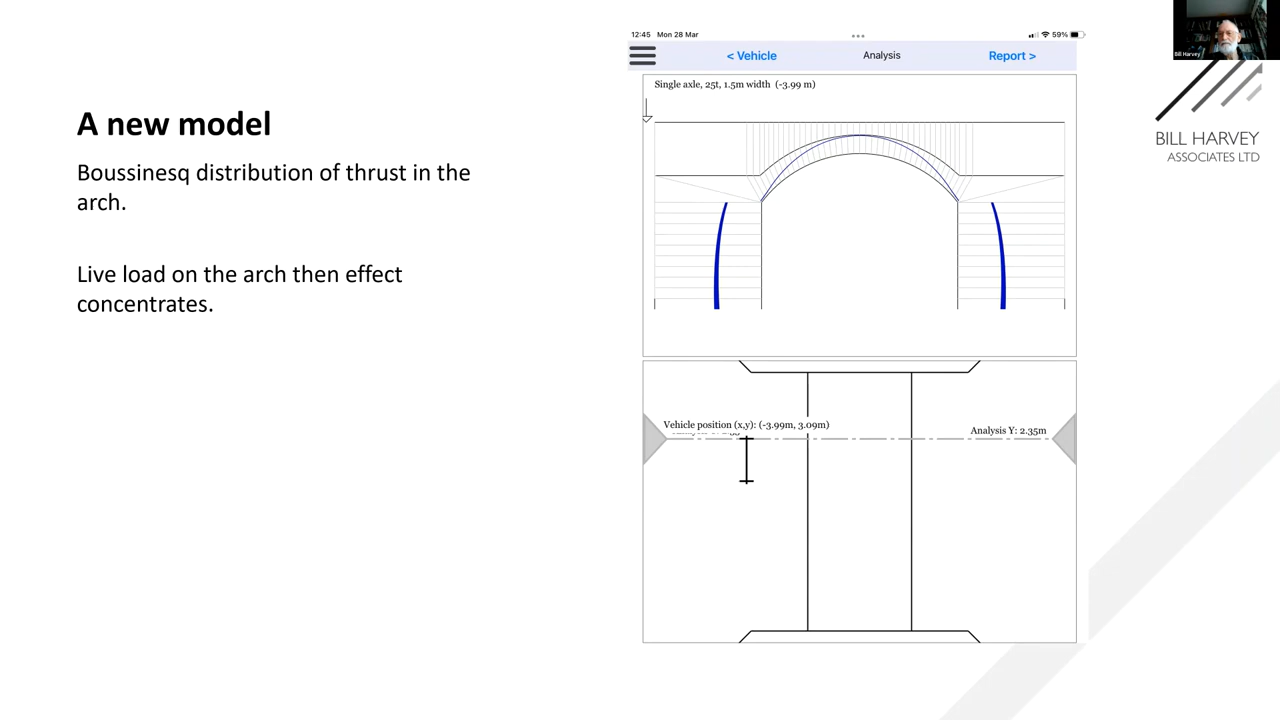 A new model
Boussinesq distribution of thrust in the
arch.
Live load on the arch then effect
concentrates.
12:45 Mon 28 Mar
59%
< Vehicle
Analysis
Report >
Single axle, 25t, 1.5m width (-3.99 m)
Vehicle position (x,y): (-3.99m, 3.09m)
Analysis Y: 2.35m
Bill Harvey
BILL HARVEY
ASSOCIATES LTD